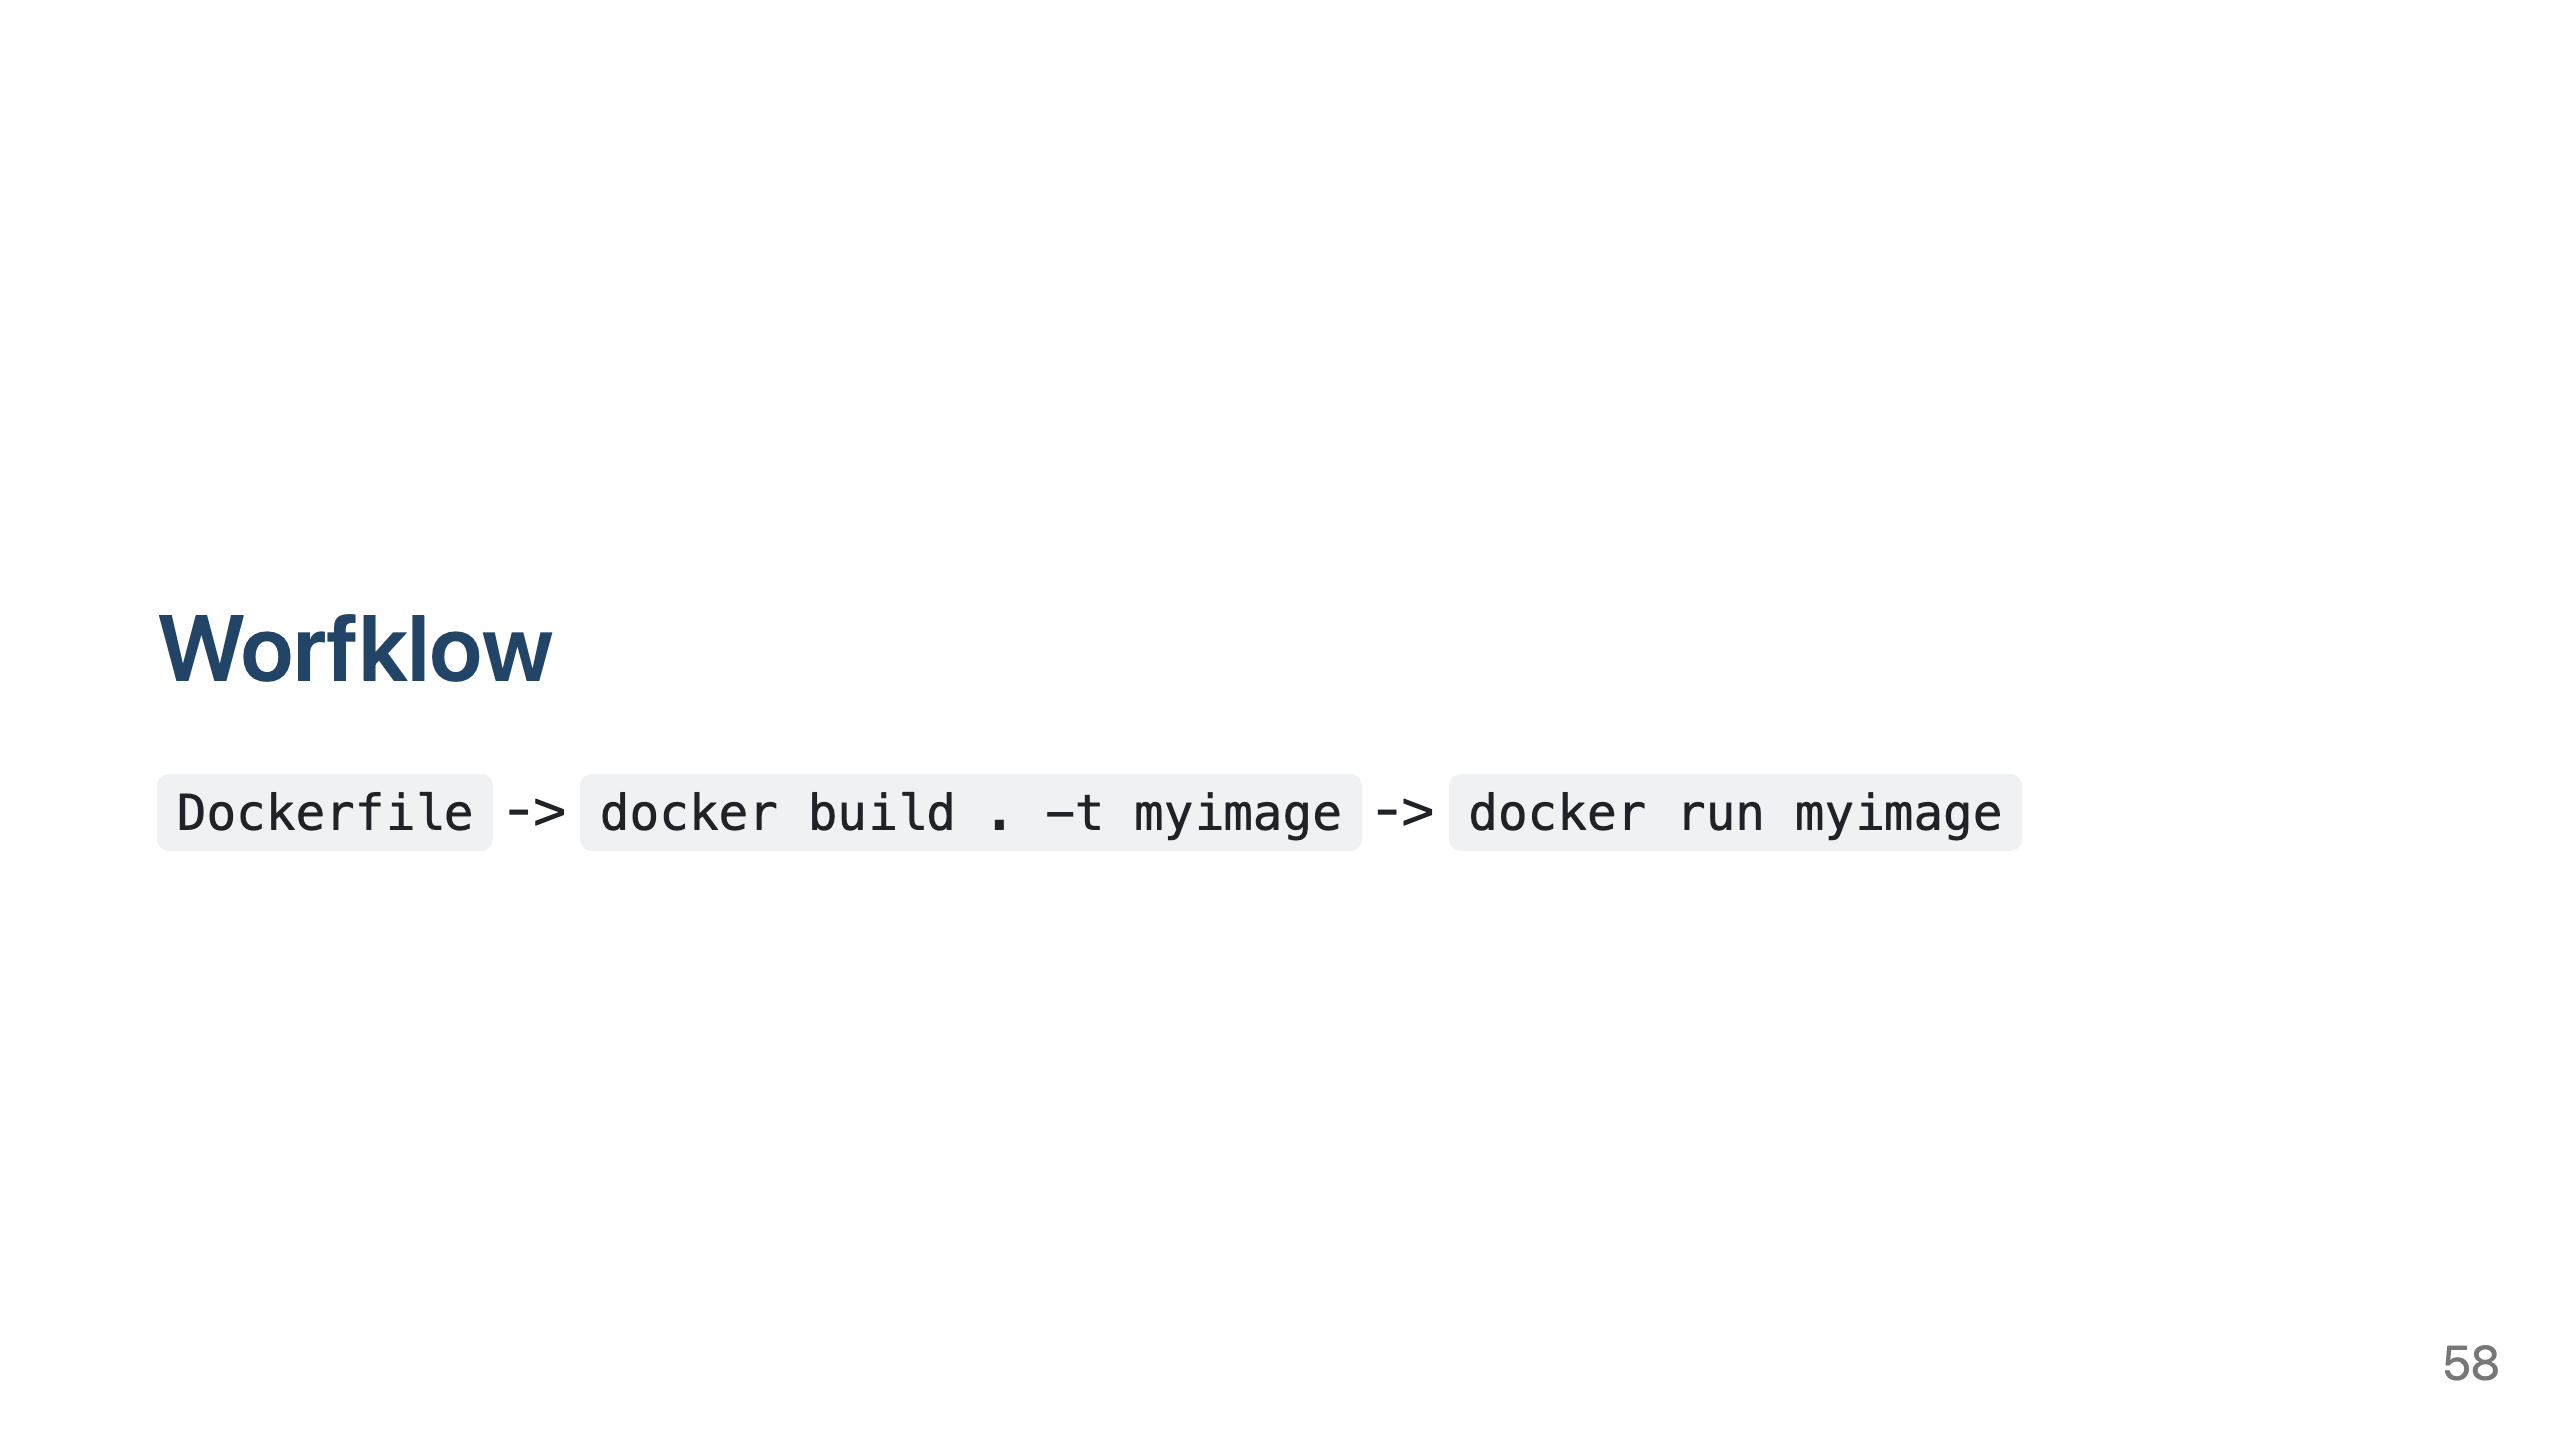 Worfklow
Dockerfile -> docker build . -t myimage -> docker run myimage
58